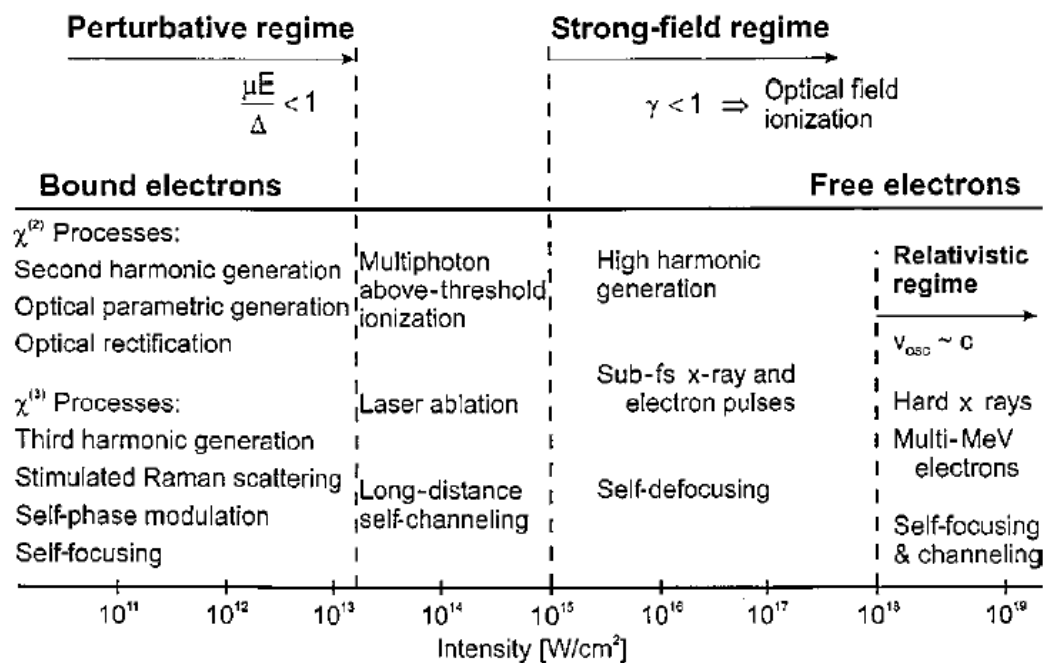 Perturbative regime
Strong-field regime
μE
Δ
< 1
γ < 1 ⇒
Optical field
ionization
Bound electrons
Free electrons
χ⁽²⁾ Processes:
Second harmonic generation
Optical parametric generation
Optical rectification
χ⁽³⁾ Processes:
Third harmonic generation
Stimulated Raman scattering
Self-phase modulation
Self-focusing
Multiphoton
above-threshold
ionization
Laser ablation
Long-distance
self-channeling
High harmonic
generation
Sub-fs x-ray and
electron pulses
Self-defocusing
Relativistic
regime
v_osc ~ c
Hard x rays
Multi-MeV
electrons
Self-focusing
& channeling
10¹¹ 10¹² 10¹³ 10¹⁴ 10¹⁵ 10¹⁶ 10¹⁷ 10¹⁸ 10¹⁹
Intensity [W/cm²]